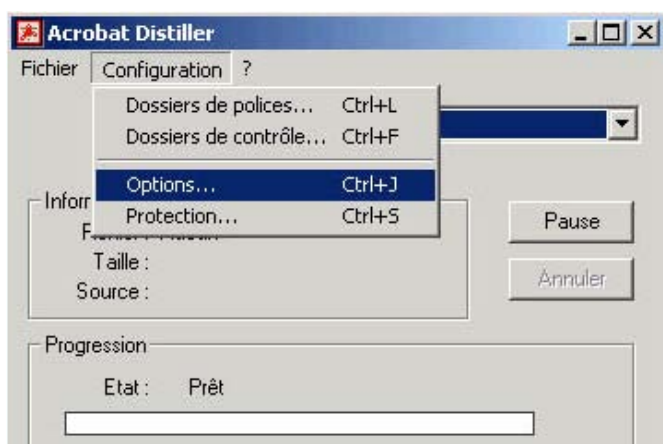 Acrobat Distiller
Fichier Configuration ?
Dossiers de polices... Ctrl+L
Dossiers de contrôle... Ctrl+F
Options... Ctrl+J
Protection... Ctrl+S
Pause
Taille :
Annuler
Source :
Progression
Etat : Prêt